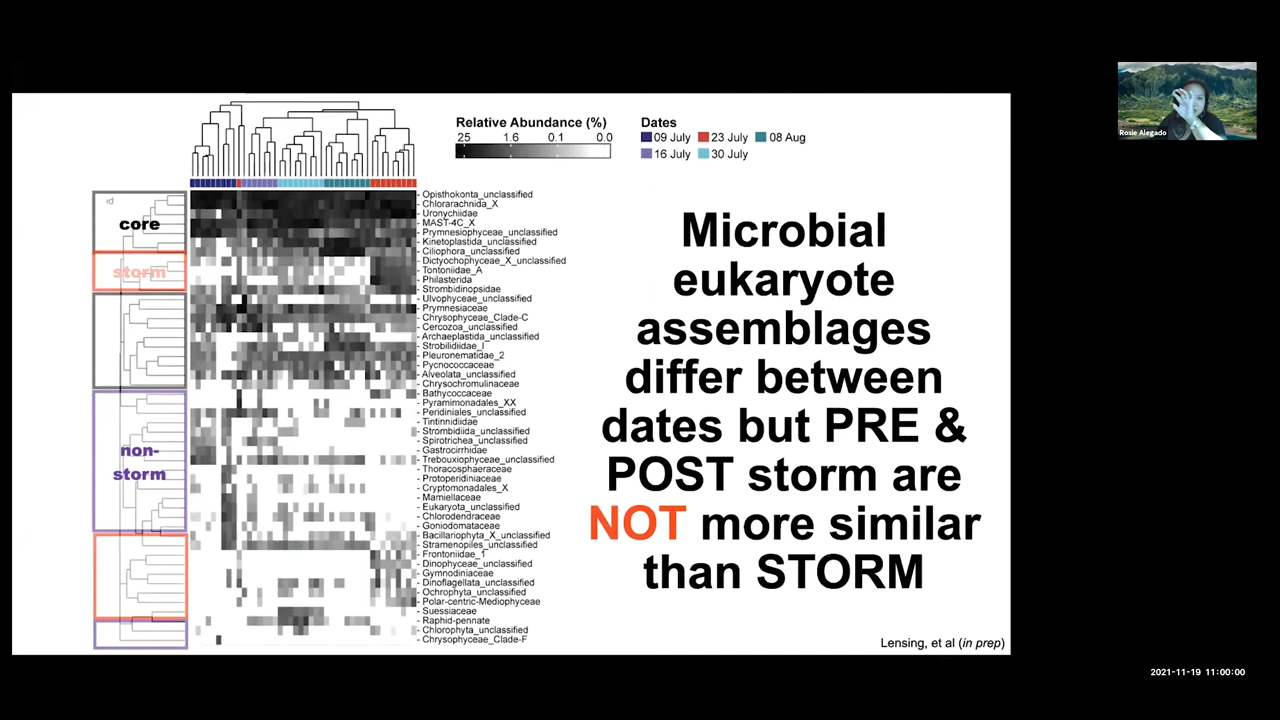 Relative Abundance (%)
25 1.6 0.1 0.0
Dates
09 July 23 July 08 Aug
16 July 30 July
core
storm
non-
storm
Opisthokonta_unclassified
Chlorarachnida_X
Uronychiidae
MAST-4C_X
Prymnesiophyceae_unclassified
Kinetoplastida_unclassified
Ciliophora_unclassified
Dictyochophyceae_X_unclassified
Tontoniidae_A
Philasterida
Strombidinopsidae
Ulvophyceae_unclassified
Prymnesiaceae
Chrysophyceae_Clade-C
Cercozoa_unclassified
Archaeplastida_unclassified
Strobilidiidae_I
Pleuronematidae_2
Pycnococcaceae
Alveolata_unclassified
Chrysochromulinaceae
Bathycoccaceae
Pyramimonadales_XX
Peridiniales_unclassified
Tintinnidiidae
Strombidiida_unclassified
Spirotrichea_unclassified
Gastrocirrhidae
Trebouxiophyceae_unclassified
Thoracosphaeraceae
Protoperidiniaceae
Cryptomonadales_X
Mamiellaceae
Eukaryota_unclassified
Chlorodendraceae
Goniodomataceae
Bacillariophyta_X_unclassified
Stramenopiles_unclassified
Frontoniidae_1
Dinophyceae_unclassified
Gymnodiniaceae
Dinoflagellata_unclassified
Ochrophyta_unclassified
Polar-centric-Mediophyceae
Suessiaceae
Raphid-pennate
Chlorophyta_unclassified
Chrysophyceae_Clade-F
Microbial
eukaryote
assemblages
differ between
dates but PRE &
POST storm are
NOT more similar
than STORM
Lensing, et al (in prep)
Rosie Alegado
2021-11-19 11:00:00